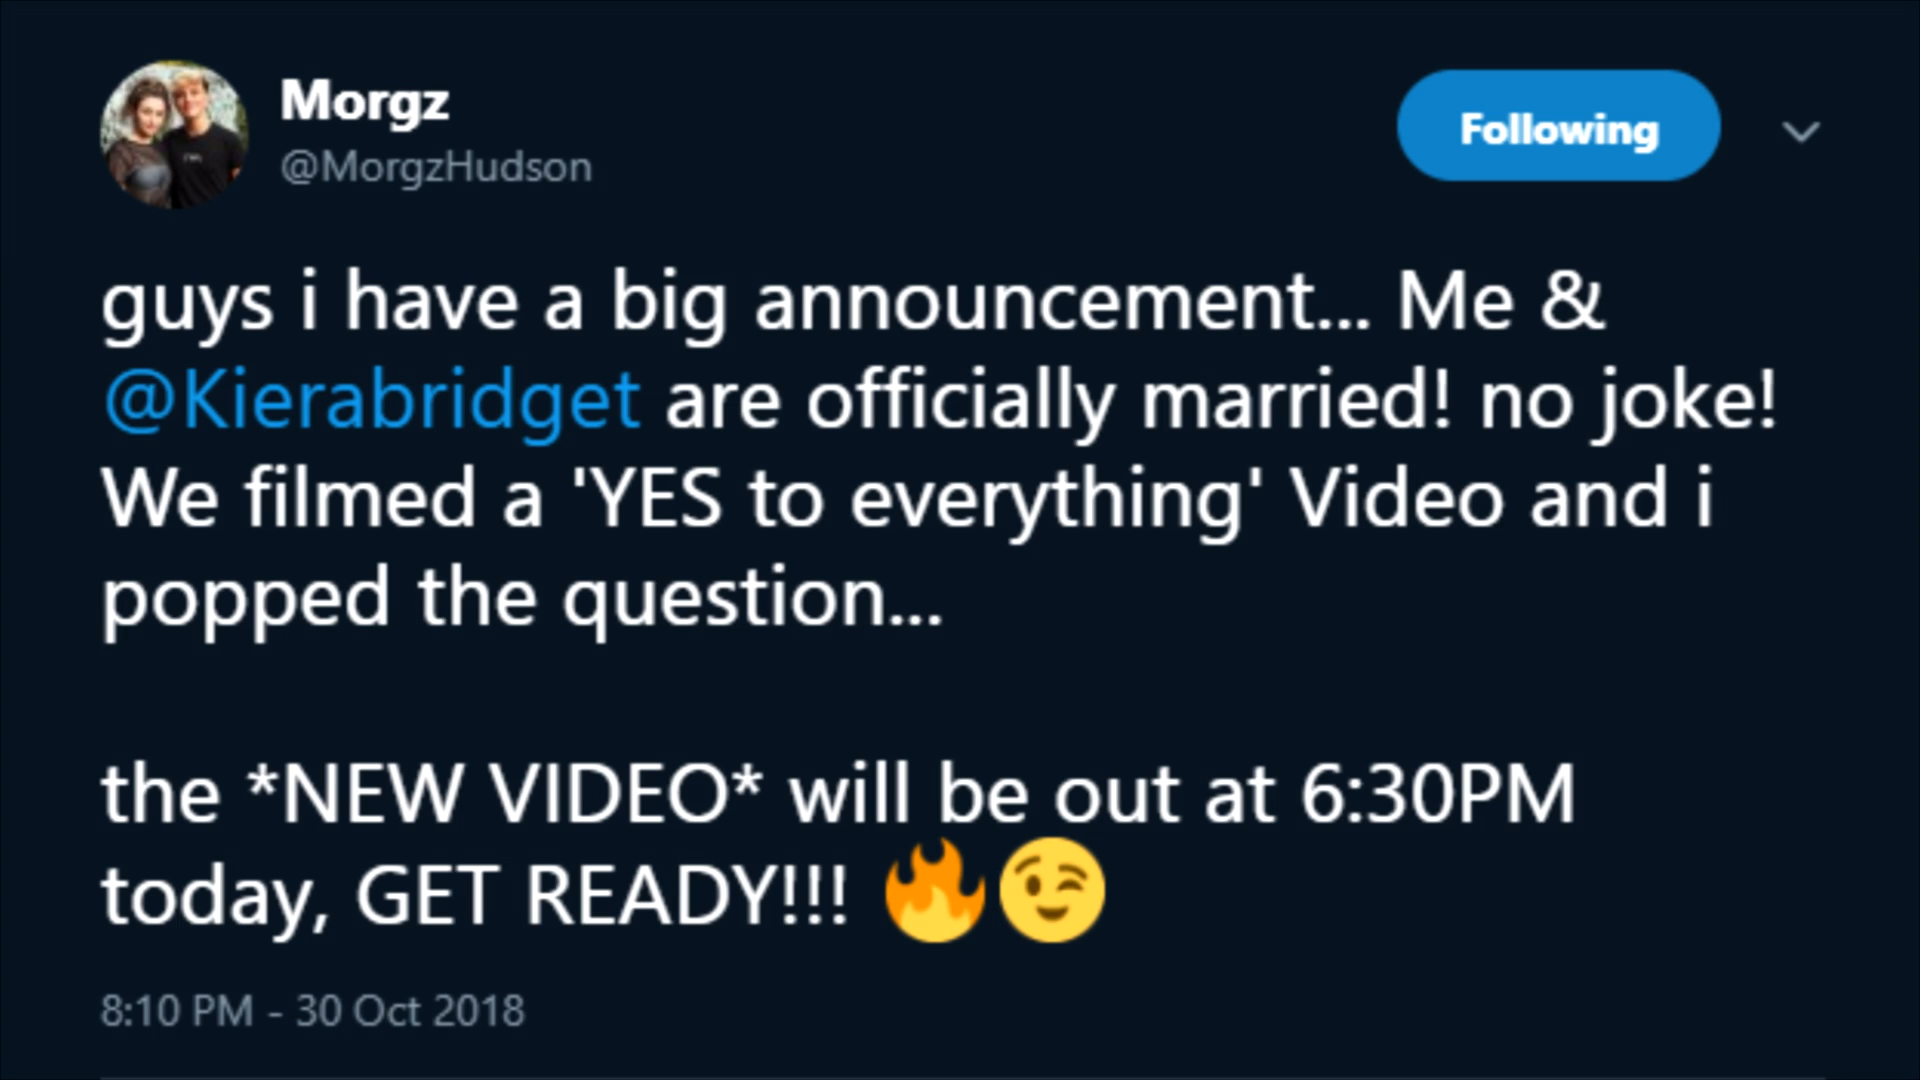 Morgz
@MorgzHudson
Following
guys i have a big announcement... Me &
@Kierabridget are officially married! no joke!
We filmed a 'YES to everything' Video and i
popped the question...
the *NEW VIDEO* will be out at 6:30PM
today, GET READY!!! 🔥😉
8:10 PM - 30 Oct 2018